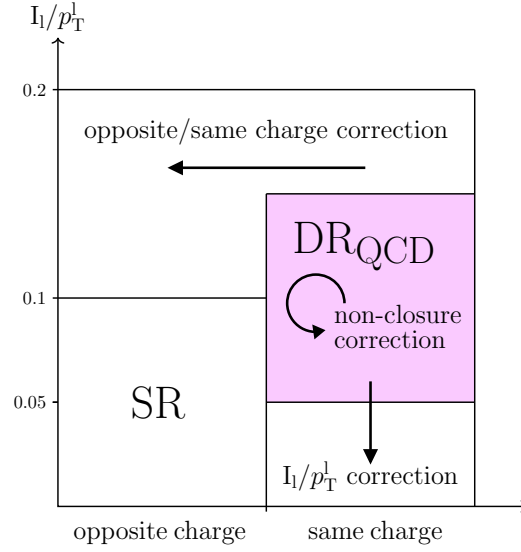 I_l/p_T^l
0.2
opposite/same charge correction
DR_QCD
0.1
non-closure
correction
0.05
SR
I_l/p_T^l correction
opposite charge
same charge